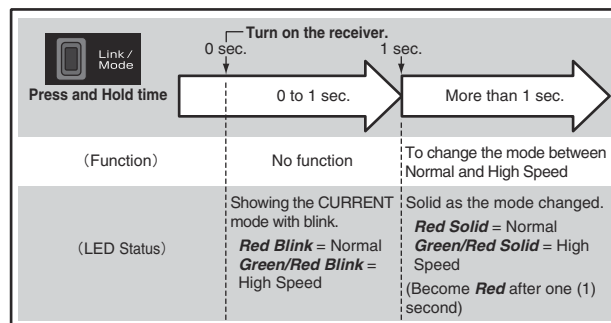 Turn on the receiver.
0 sec.
1 sec.
Link/
Mode
Press and Hold time
0 to 1 sec.
More than 1 sec.
(Function)
No function
To change the mode between
Normal and High Speed
(LED Status)
Showing the CURRENT
mode with blink.
Red Blink = Normal
Green/Red Blink =
High Speed
Solid as the mode changed.
Red Solid = Normal
Green/Red Solid = High
Speed
(Become Red after one (1)
second)